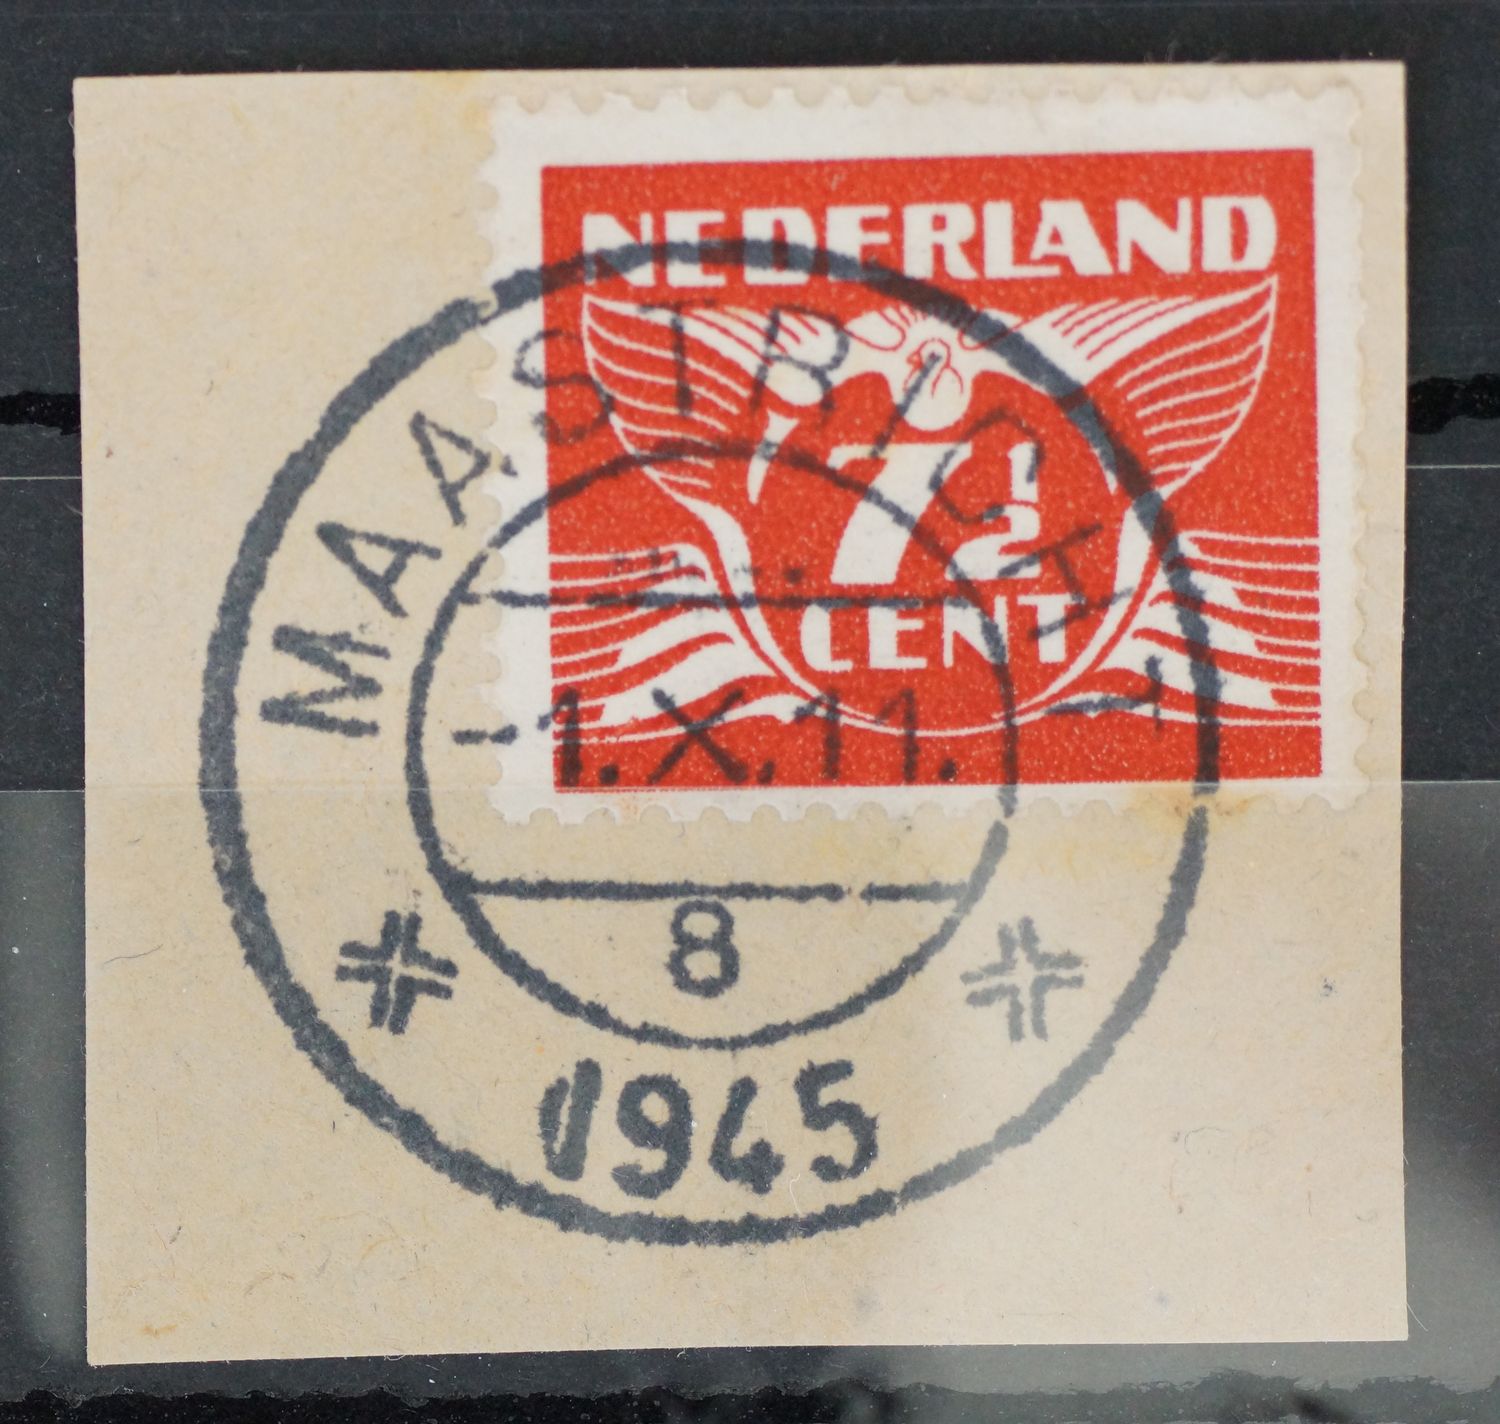 NEDERLAND
7½
CENT
MAASTRICHT
-1.X.11.
8
1945